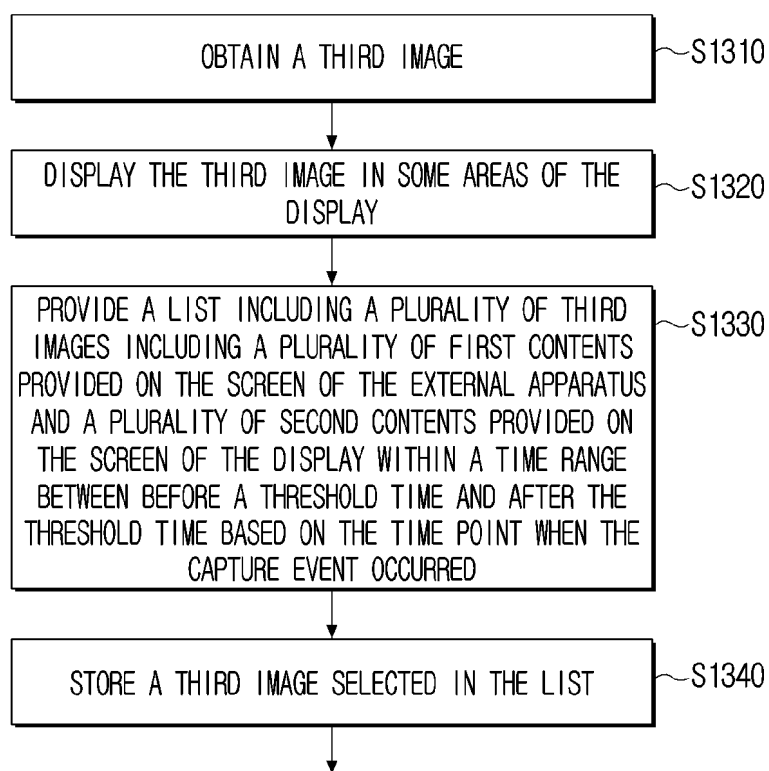 OBTAIN A THIRD IMAGE
S1310
DISPLAY THE THIRD IMAGE IN SOME AREAS OF THE
DISPLAY
S1320
PROVIDE A LIST INCLUDING A PLURALITY OF THIRD
IMAGES INCLUDING A PLURALITY OF FIRST CONTENTS
PROVIDED ON THE SCREEN OF THE EXTERNAL APPARATUS
AND A PLURALITY OF SECOND CONTENTS PROVIDED ON
THE SCREEN OF THE DISPLAY WITHIN A TIME RANGE
BETWEEN BEFORE A THRESHOLD TIME AND AFTER THE
THRESHOLD TIME BASED ON THE TIME POINT WHEN THE
CAPTURE EVENT OCCURRED
S1330
STORE A THIRD IMAGE SELECTED IN THE LIST
S1340